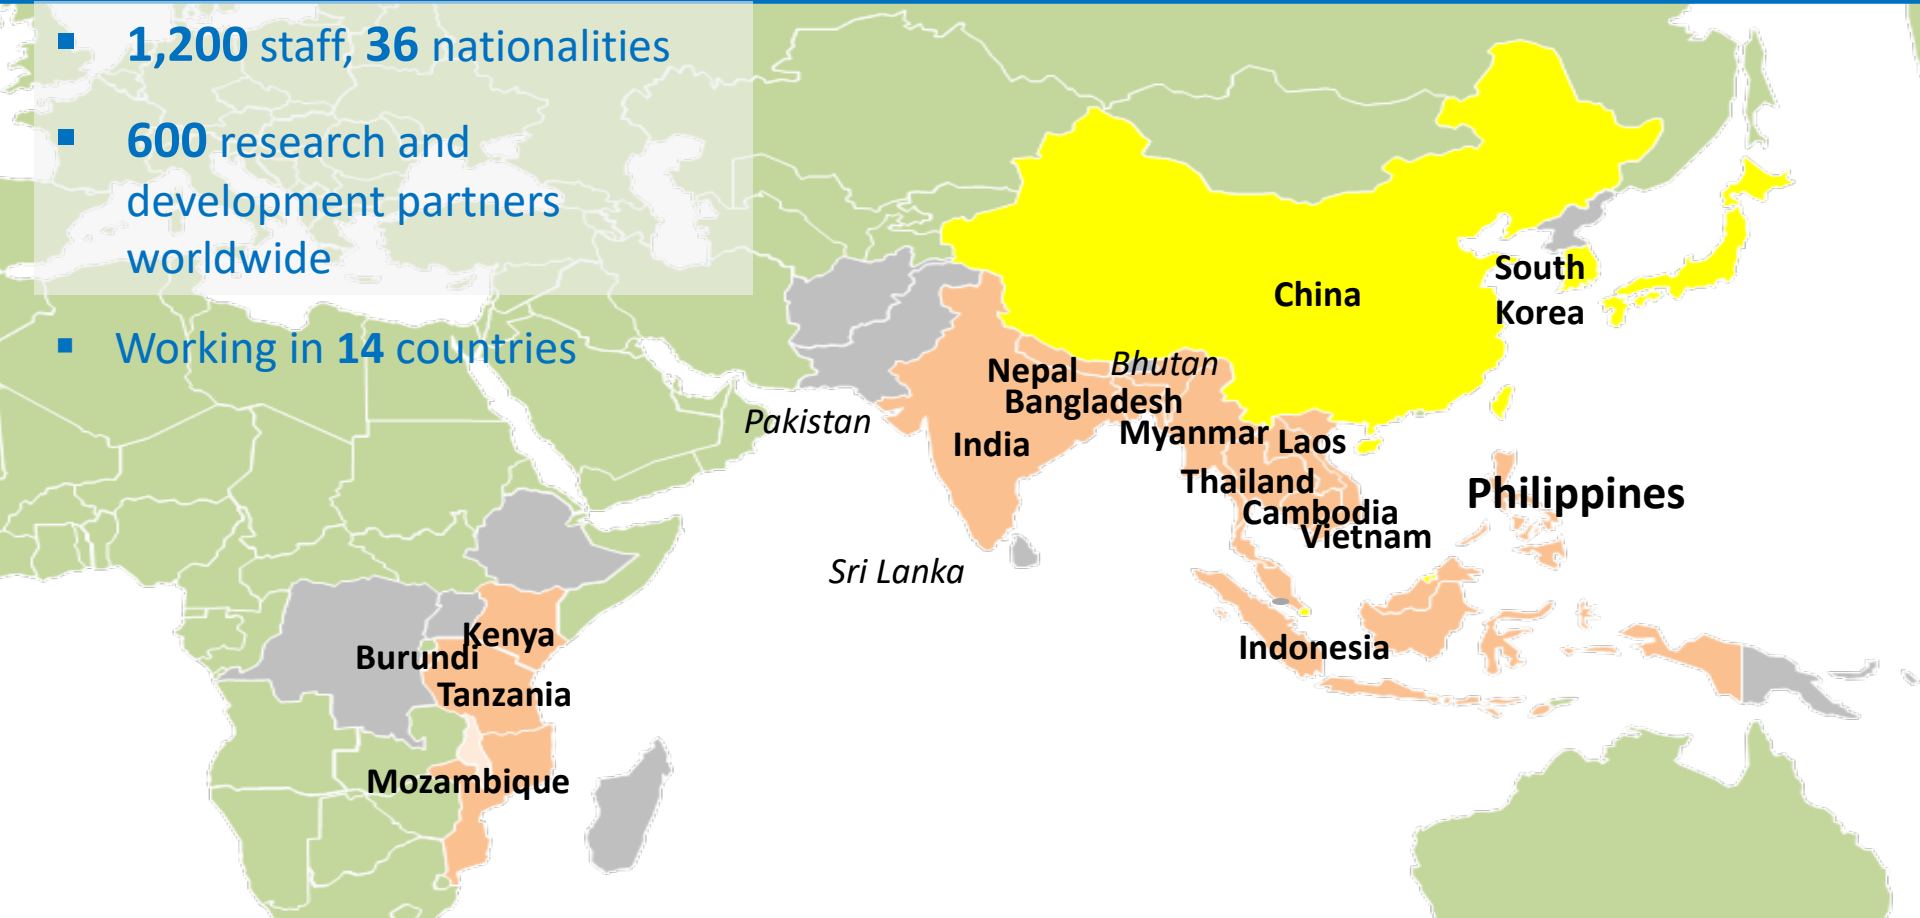 ▪ 1,200 staff, 36 nationalities
▪ 600 research and
development partners
worldwide
▪ Working in 14 countries
China
South
Korea
Nepal
Bhutan
Bangladesh
Pakistan
India
Myanmar
Laos
Thailand
Philippines
Cambodia
Vietnam
Sri Lanka
Kenya
Burundi
Indonesia
Tanzania
Mozambique